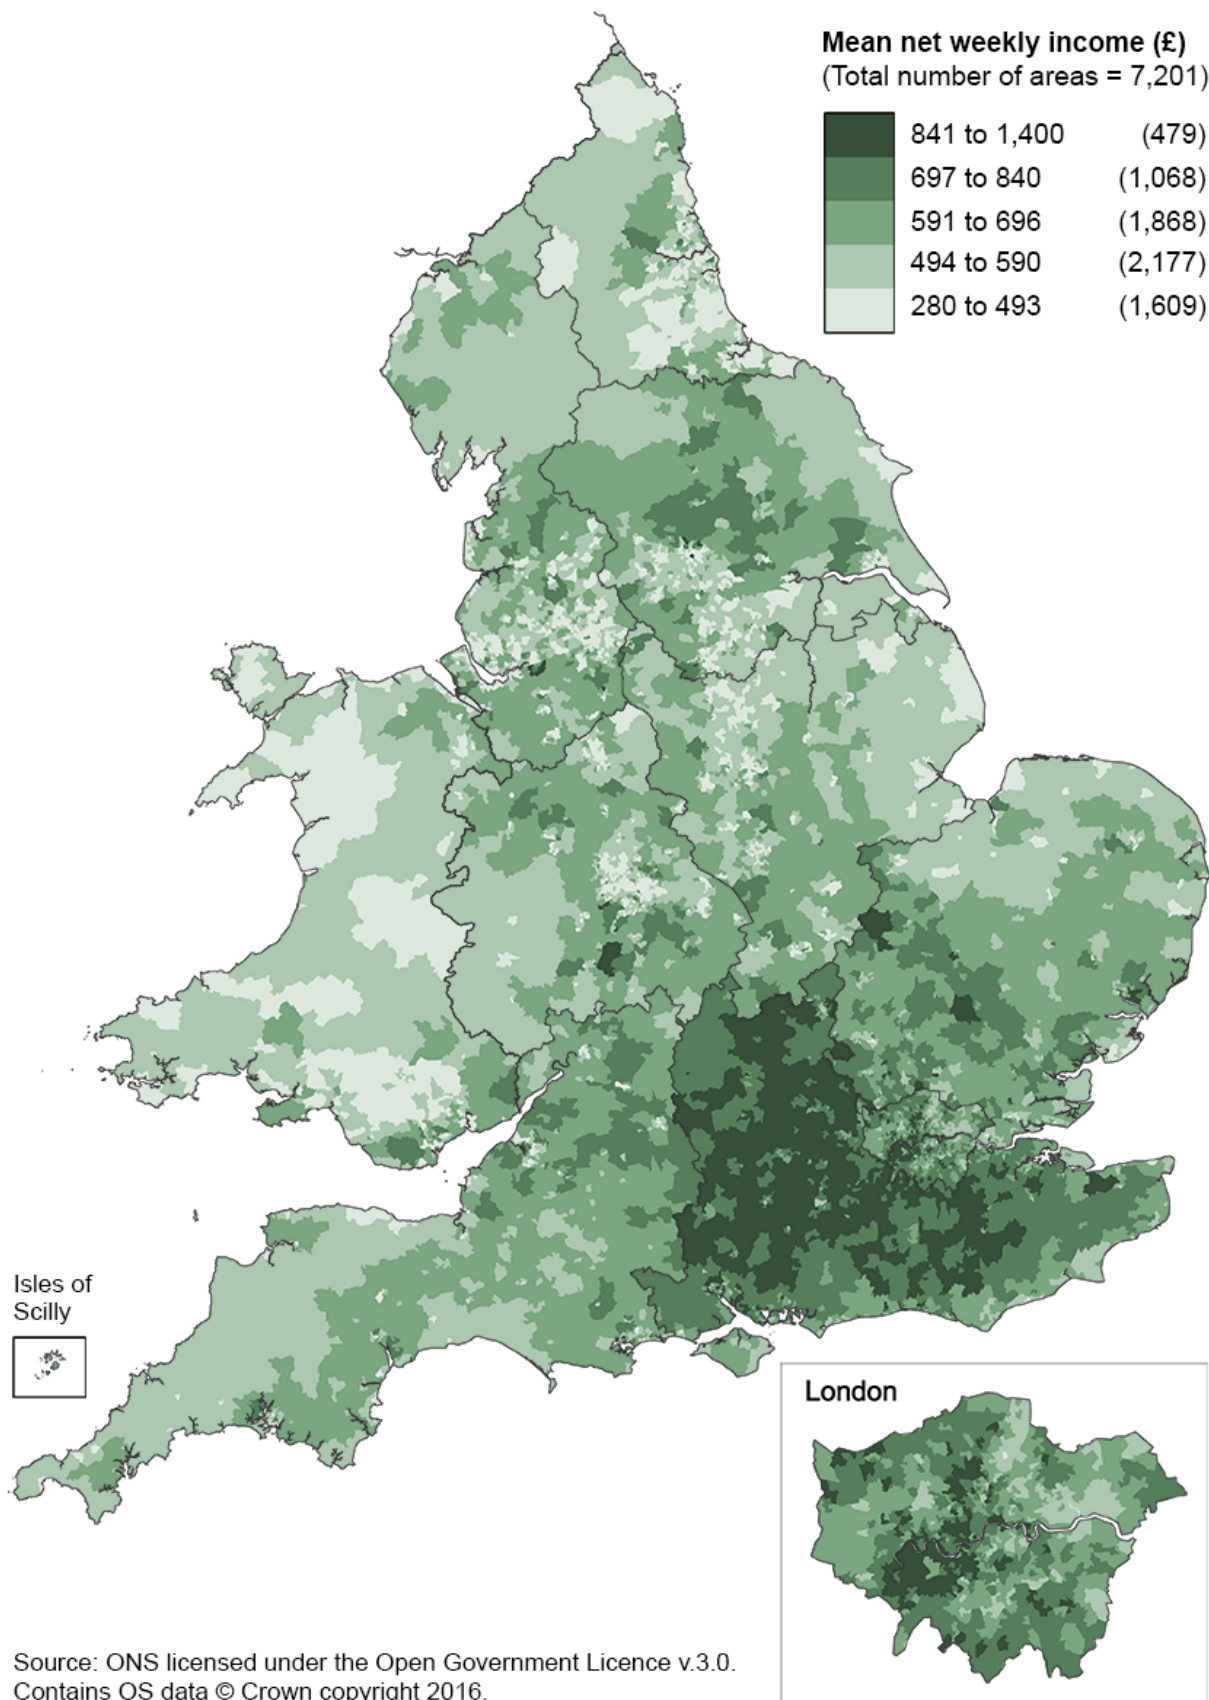 Mean net weekly income (£)
(Total number of areas = 7,201)
841 to 1,400 (479)
697 to 840 (1,068)
591 to 696 (1,868)
494 to 590 (2,177)
280 to 493 (1,609)
Isles of
Scilly
London
Source: ONS licensed under the Open Government Licence v.3.0.
Contains OS data © Crown copyright 2016.